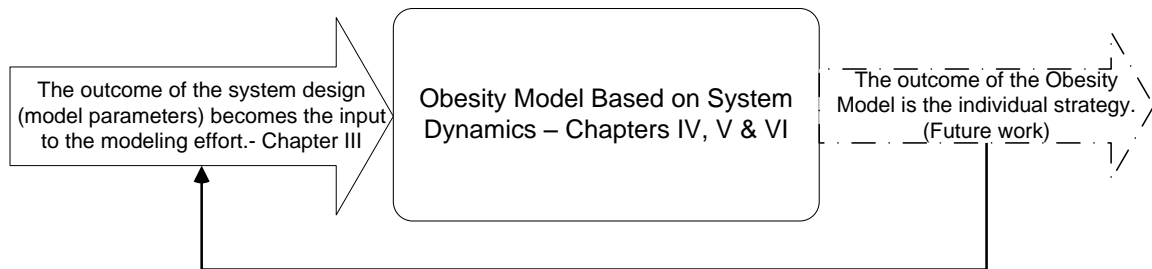 The outcome of the system design
(model parameters) becomes the input
to the modeling effort.- Chapter III
Obesity Model Based on System
Dynamics – Chapters IV, V & VI
The outcome of the Obesity
Model is the individual strategy.
(Future work)